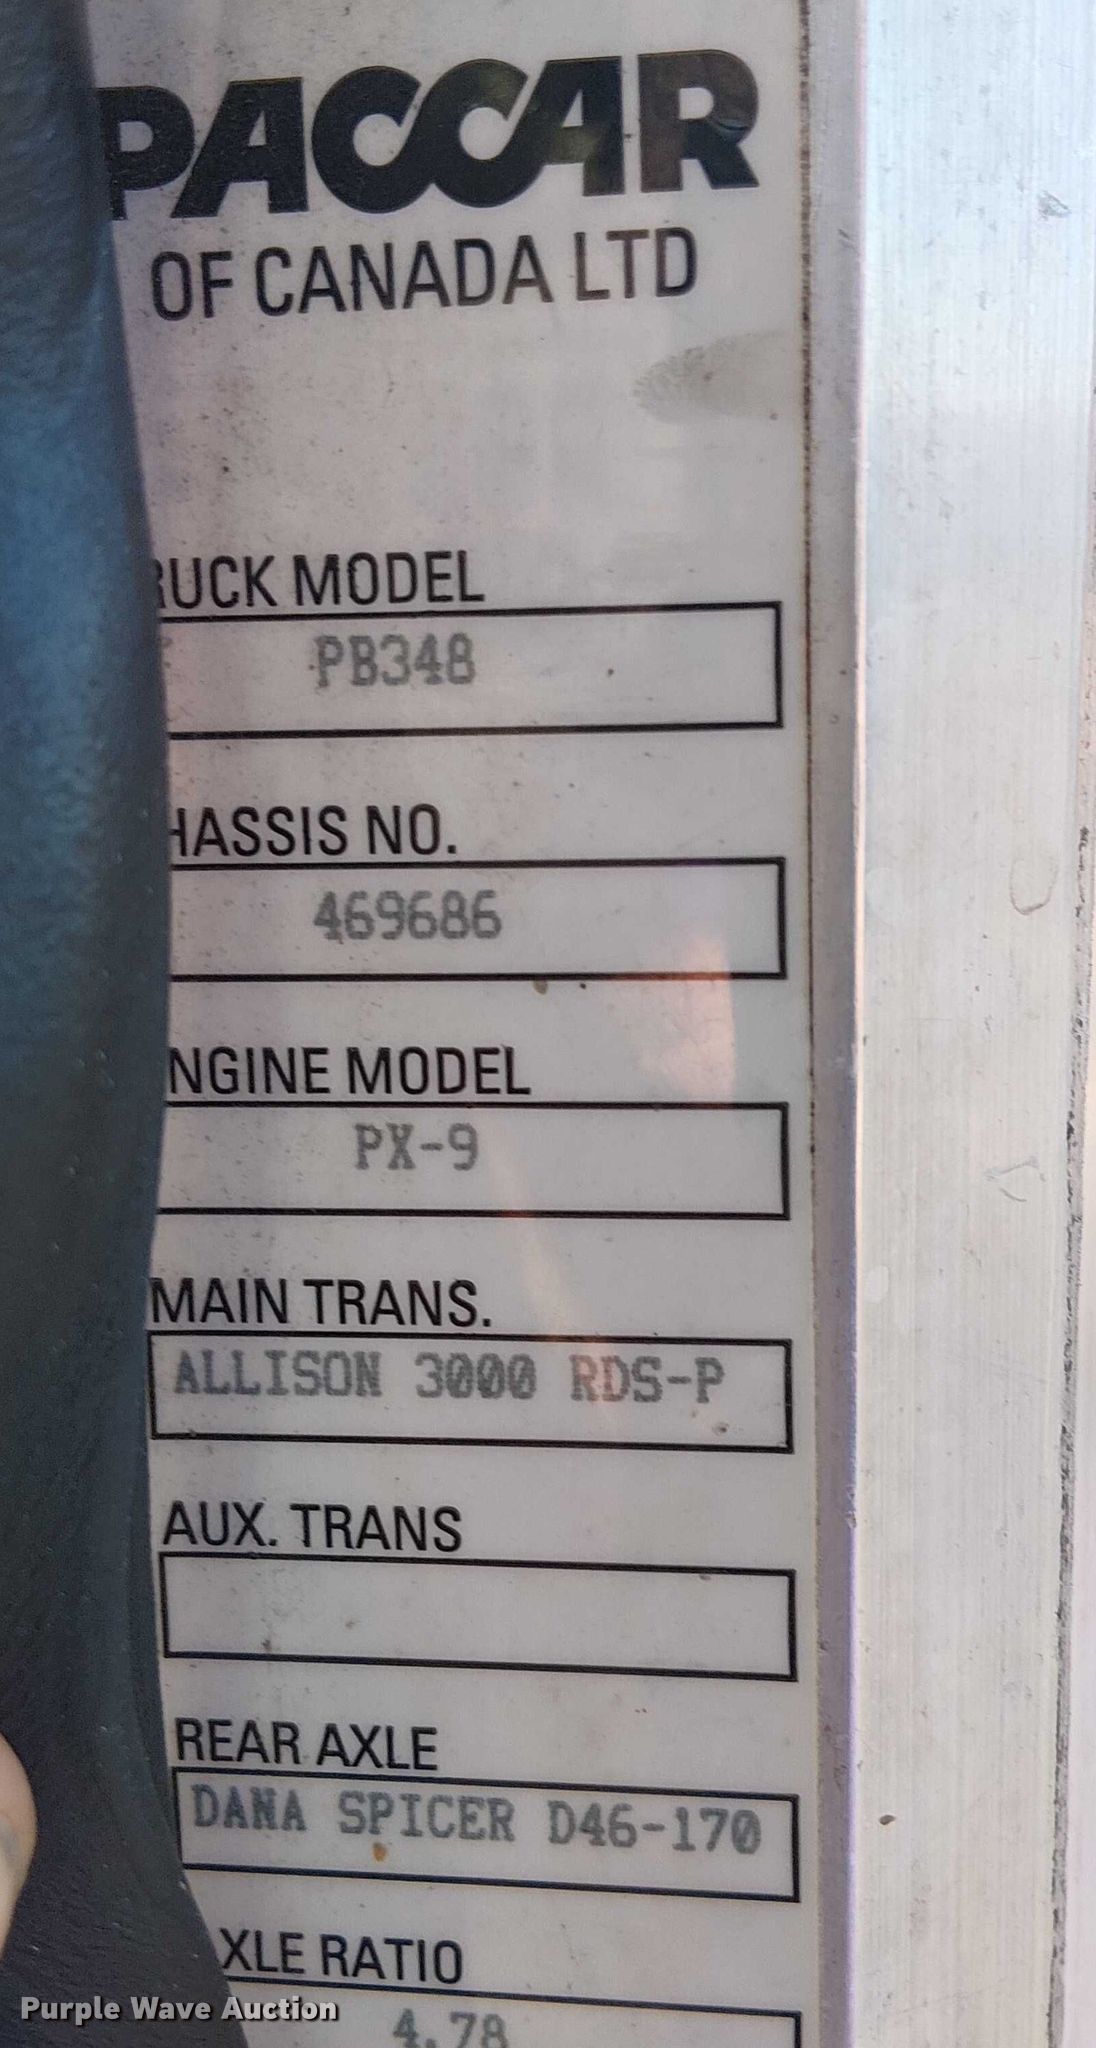 PACCAR
OF CANADA LTD
RUCK MODEL
PB348
HASSIS NO.
469686
NGINE MODEL
PX-9
MAIN TRANS.
ALLISON 3000 RDS-P
AUX. TRANS
REAR AXLE
DANA SPICER D46-170
XLE RATIO
4.78
Purple Wave Auction